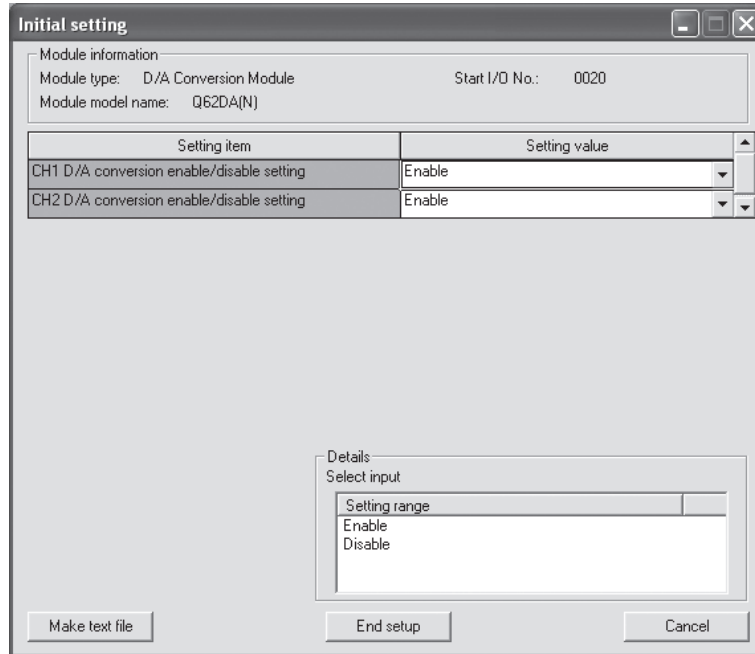 Initial setting
Module information
Module type: D/A Conversion Module Start I/O No.: 0020
Module model name: Q62DA(N)
Setting item Setting value
CH1 D/A conversion enable/disable setting Enable
CH2 D/A conversion enable/disable setting Enable
Details
Select input
Setting range
Enable
Disable
Make text file End setup Cancel